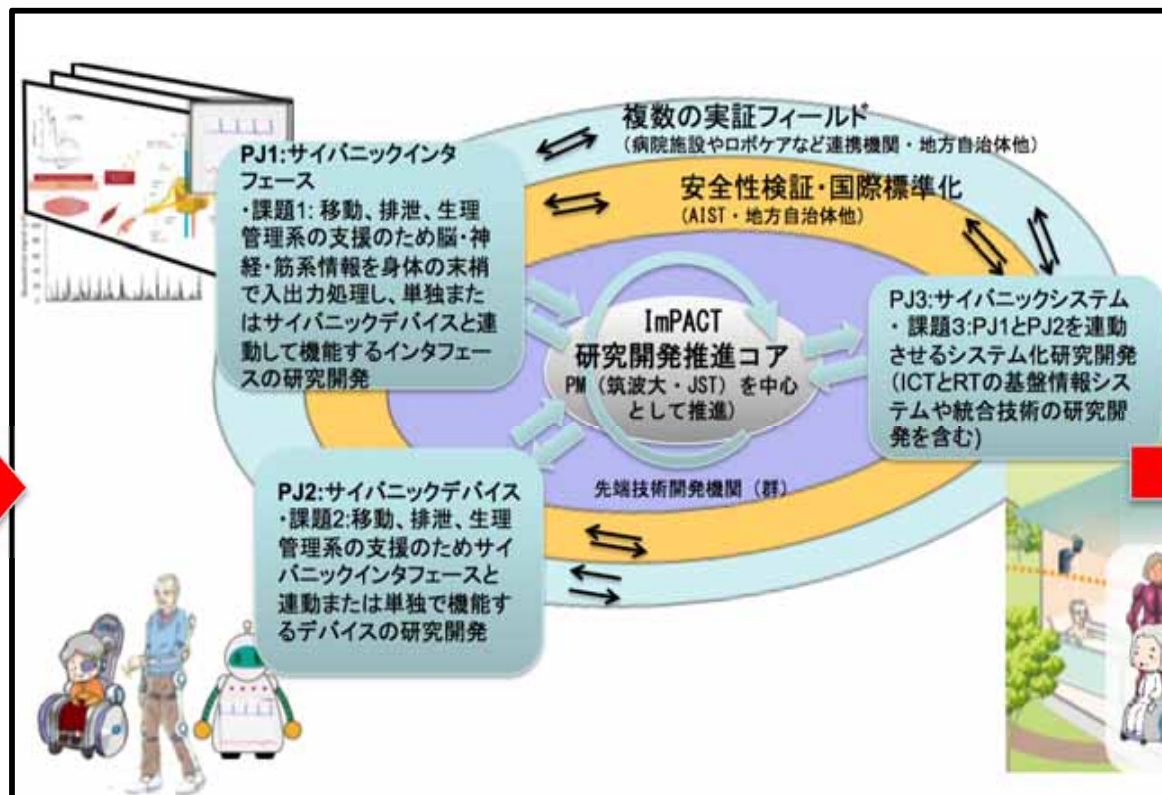 複数の実証フィールド
(病院施設やロボケアなど連携機関・地方自治体他)
安全性検証・国際標準化
(AIST・地方自治体他)
PJ1:サイバニックインタ
フェース
・課題1: 移動、排泄、生理
管理系の支援のため脳・神
経・筋系情報を身体の末梢
で入出力処理し、単独また
はサイバニックデバイスと連
動して機能するインタフェー
スの研究開発
ImPACT
研究開発推進コア
PM (筑波大・JST) を中心
として推進)
PJ3:サイバニックシステム
・ 課題3:PJ1とPJ2を連動
させるシステム化研究開発
(ICTとRTの基盤情報シス
テムや統合技術の研究開
発を含む)
先端技術開発機関 (群)
PJ2:サイバニックデバイス
・課題2:移動、排泄、生理
管理系の支援のためサイ
バニックインタフェースと
連動または単独で機能す
るデバイスの研究開発